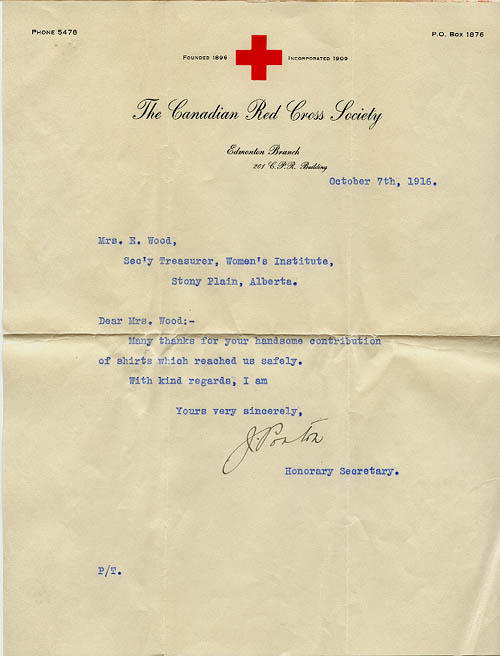 PHONE 5478
P.O. BOX 1876
FOUNDED 1896 INCORPORATED 1909
The Canadian Red Cross Society
Edmonton Branch
201 C.P.R. Building
October 7th, 1916.
Mrs. E. Wood,
Sec'y Treasurer, Women's Institute,
Stony Plain, Alberta.
Dear Mrs. Wood:-
Many thanks for your handsome contribution
of shirts which reached us safely.
With kind regards, I am
Yours very sincerely,
J. Ponton
Honorary Secretary.
P/T.